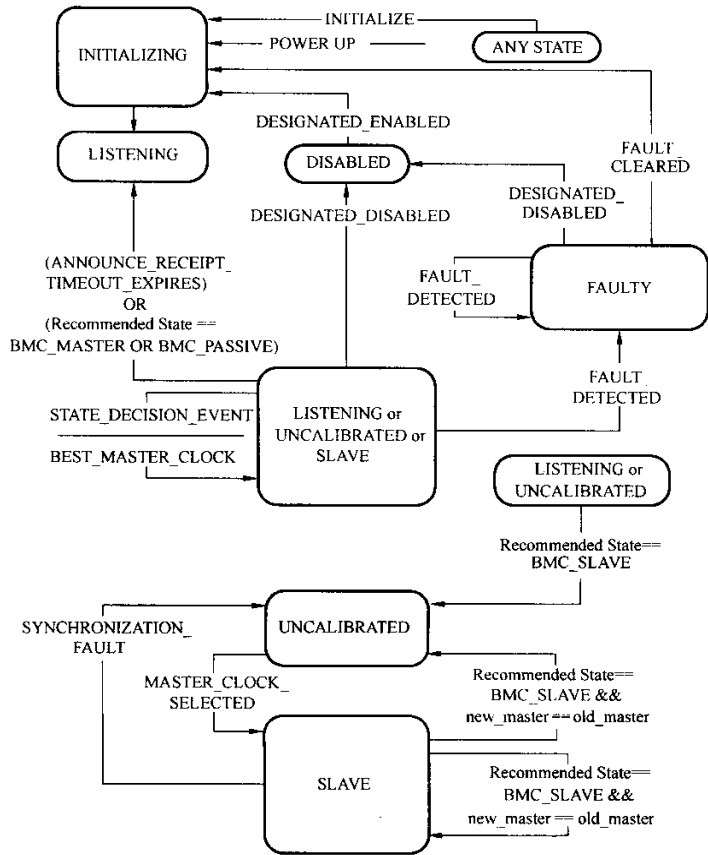 INITIALIZE
POWER UP
ANY STATE
INITIALIZING
DESIGNATED_ENABLED
FAULT_
CLEARED
LISTENING
DISABLED
DESIGNATED_DISABLED
DESIGNATED_
DISABLED
(ANNOUNCE_RECEIPT_
TIMEOUT_EXPIRES)
OR
(Recommended State ==
BMC_MASTER OR BMC_PASSIVE)
FAULT_
DETECTED
FAULTY
FAULT_
DETECTED
STATE_DECISION_EVENT
BEST_MASTER_CLOCK
LISTENING or
UNCALIBRATED or
SLAVE
LISTENING or
UNCALIBRATED
Recommended State==
BMC_SLAVE
SYNCHRONIZATION_
FAULT
UNCALIBRATED
MASTER_CLOCK_
SELECTED
Recommended State==
BMC_SLAVE &&
new_master == old_master
SLAVE
Recommended State==
BMC_SLAVE &&
new_master == old_master